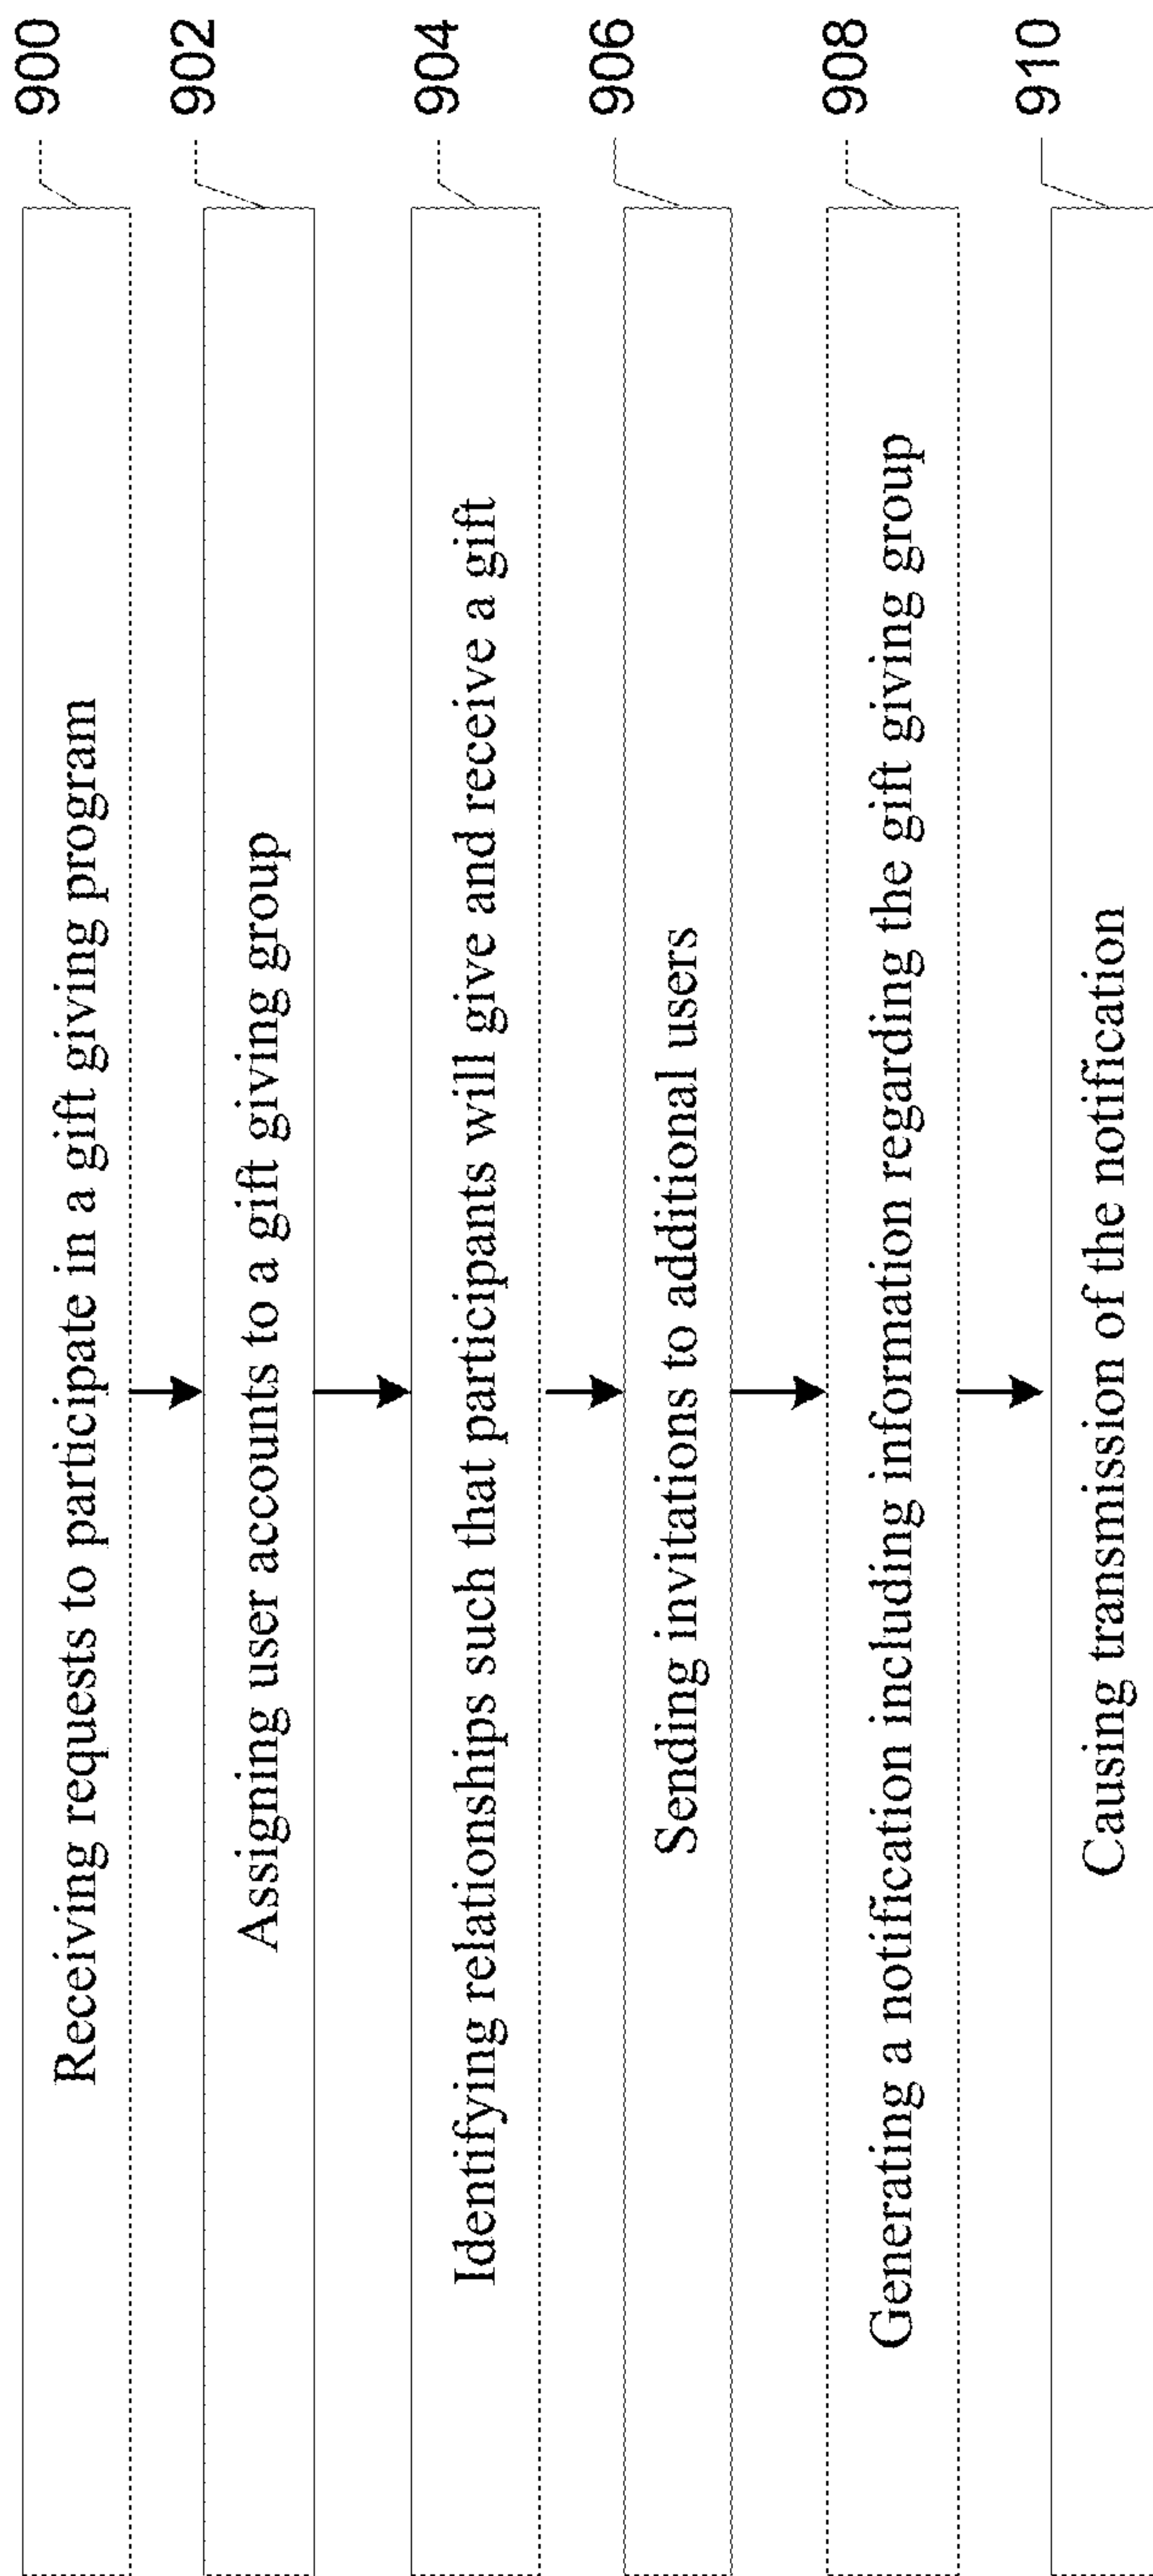 Receiving requests to participate in a gift giving program
900
Assigning user accounts to a gift giving group
902
Identifying relationships such that participants will give and receive a gift
904
Sending invitations to additional users
906
Generating a notification including information regarding the gift giving group
908
Causing transmission of the notification
910